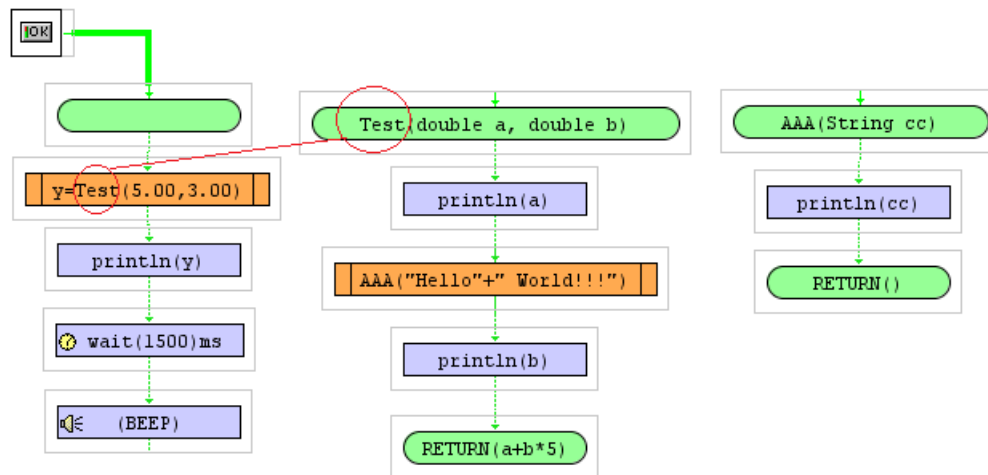 OK
y=Test(5.00,3.00)
println(y)
wait(1500)ms
(BEEP)
Test(double a, double b)
println(a)
AAA("Hello"+" World!!!")
println(b)
RETURN(a+b*5)
AAA(String cc)
println(cc)
RETURN()